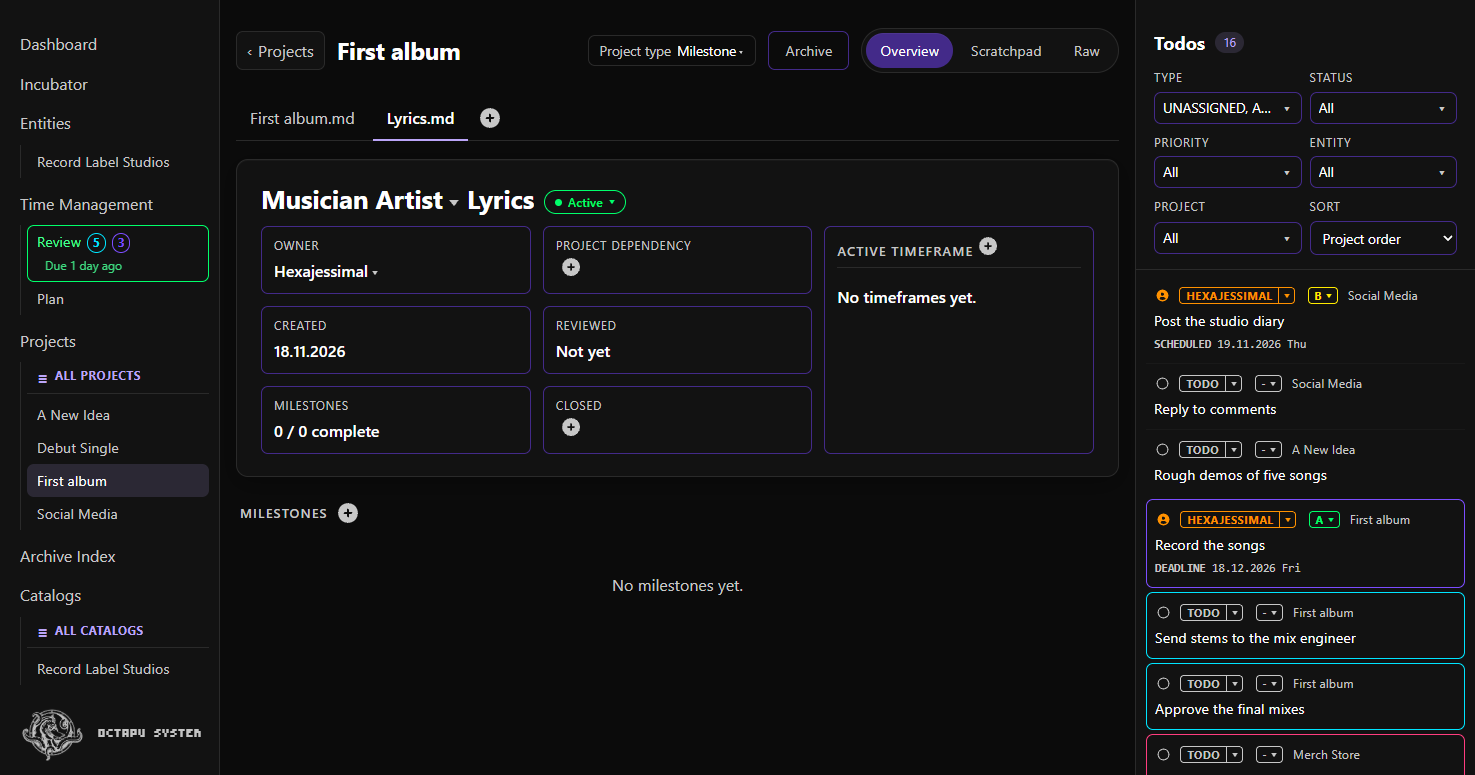 Dashboard
Incubator
Entities
Record Label Studios
Time Management
Review 5 3
Due 1 day ago
Plan
Projects
ALL PROJECTS
A New Idea
Debut Single
First album
Social Media
Archive Index
Catalogs
ALL CATALOGS
Record Label Studios
OCTAPU SYSTEM
‹ Projects
First album
Project type Milestone
Archive
Overview
Scratchpad
Raw
First album.md
Lyrics.md
Musician Artist Lyrics
Active
OWNER
Hexajessimal
PROJECT DEPENDENCY
ACTIVE TIMEFRAME
No timeframes yet.
CREATED
18.11.2026
REVIEWED
Not yet
MILESTONES
0 / 0 complete
CLOSED
MILESTONES
No milestones yet.
Todos 16
TYPE
STATUS
UNASSIGNED, A...
All
PRIORITY
ENTITY
All
All
PROJECT
SORT
All
Project order
HEXAJESSIMAL B Social Media
Post the studio diary
SCHEDULED 19.11.2026 Thu
TODO - Social Media
Reply to comments
TODO - A New Idea
Rough demos of five songs
HEXAJESSIMAL A First album
Record the songs
DEADLINE 18.12.2026 Fri
TODO - First album
Send stems to the mix engineer
TODO - First album
Approve the final mixes
TODO - Merch Store